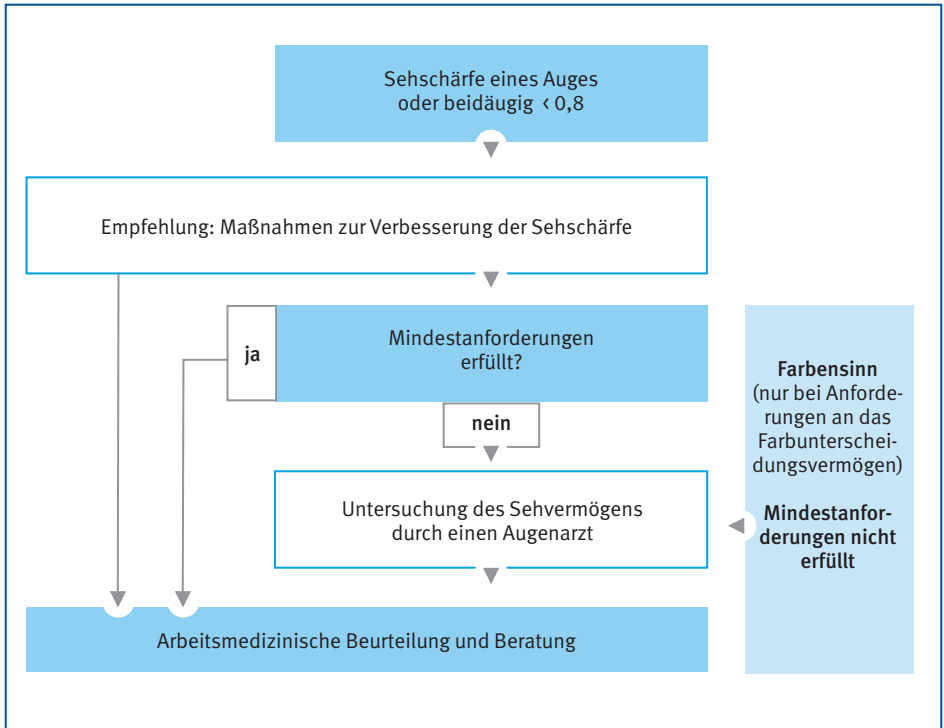 Sehschärfe eines Auges
oder beidäugig < 0,8
Empfehlung: Maßnahmen zur Verbesserung der Sehschärfe
ja
Mindestanforderungen
erfüllt?
nein
Untersuchung des Sehvermögens
durch einen Augenarzt
Farbensinn
(nur bei Anforde-
rungen an das
Farbunterschei-
dungsvermögen)
Mindestanfor-
derungen nicht
erfüllt
Arbeitsmedizinische Beurteilung und Beratung